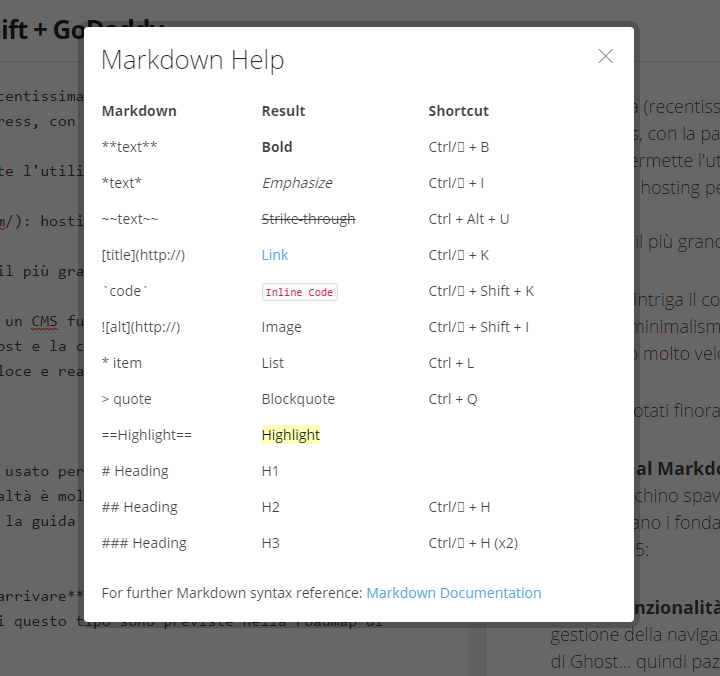 ift + GoDaddy
Markdown Help
Markdown Result Shortcut
**text** Bold Ctrl/▯ + B
*text* Emphasize Ctrl/▯ + I
~~text~~ Strike-through Ctrl + Alt + U
[title](http://) Link Ctrl/▯ + K
`code` Inline Code Ctrl/▯ + Shift + K
![alt](http://) Image Ctrl/▯ + Shift + I
* item List Ctrl + L
> quote Blockquote Ctrl + Q
==Highlight== Highlight
# Heading H1
## Heading H2 Ctrl/▯ + H
### Heading H3 Ctrl/▯ + H (x2)
For further Markdown syntax reference: Markdown Documentation
centissima
ress, con
te l'utili
m/): hosti
il più gra
un CMS fu
ost e la c
loce e rea
usato per
altà è mol
la guida
arrivare**
i questo tipo sono previste nella roadmap di
a (recentiss
s, con la pa
ermette l'ut
hosting pe
il più grand
intriga il co
minimalism
o molto velo
otati finora
al Markdo
chino spav
ano i fonda
5:
nzionalità
gestione della naviga
di Ghost... quindi paz